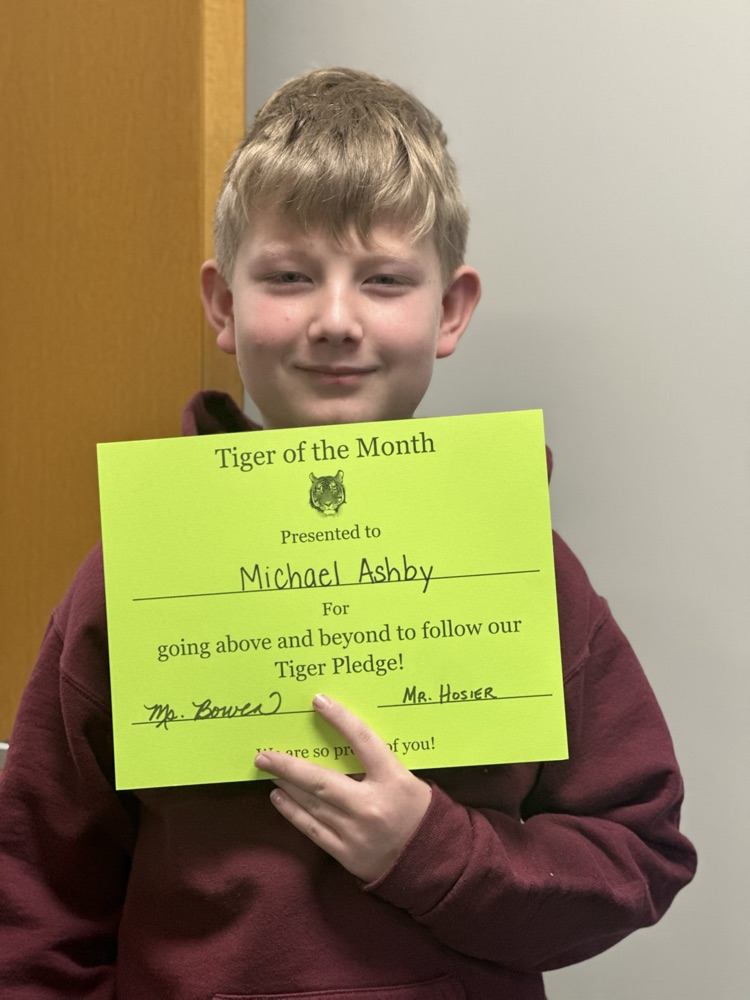 Tiger of the Month
Presented to
Michael Ashby
For
going above and beyond to follow our
Tiger Pledge!
Bowen MR. HOSIER
are so of you!